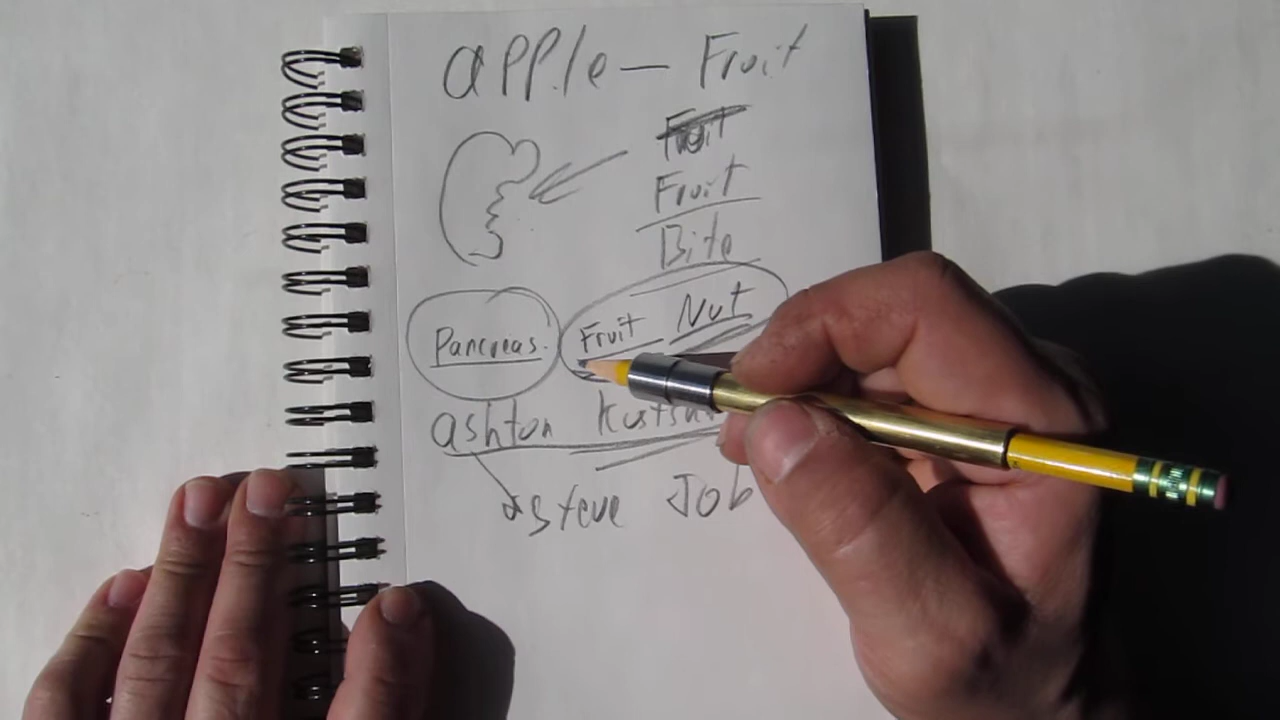 apple — Fruit
Fruit
Fruit
Bite
Pancreas.
Fruit Nut
ashton
Steve Job